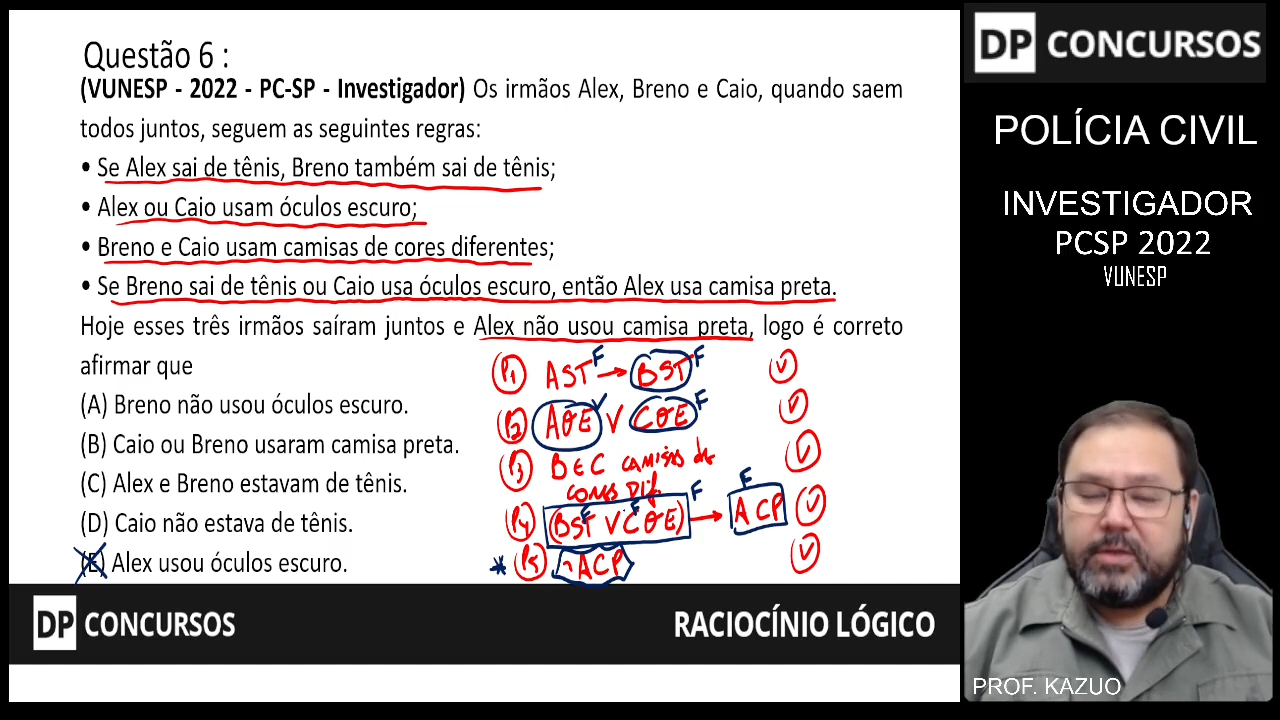 Questão 6 :
(VUNESP - 2022 - PC-SP - Investigador) Os irmãos Alex, Breno e Caio, quando saem
todos juntos, seguem as seguintes regras:
• Se Alex sai de tênis, Breno também sai de tênis;
• Alex ou Caio usam óculos escuro;
• Breno e Caio usam camisas de cores diferentes;
• Se Breno sai de tênis ou Caio usa óculos escuro, então Alex usa camisa preta.
Hoje esses três irmãos saíram juntos e Alex não usou camisa preta, logo é correto
afirmar que
(A) Breno não usou óculos escuro.
(B) Caio ou Breno usaram camisa preta.
(C) Alex e Breno estavam de tênis.
(D) Caio não estava de tênis.
(E) Alex usou óculos escuro.
P1 AST F → BST F V
P2 AOE V V COE F V
P3 B e C camisas de V
cores Dif.
P4 (BST F V COE F) F → ACP F V
* P5 ¬ACP V
DP CONCURSOS
RACIOCÍNIO LÓGICO
DP CONCURSOS
POLÍCIA CIVIL
INVESTIGADOR
PCSP 2022
VUNESP
PROF. KAZUO